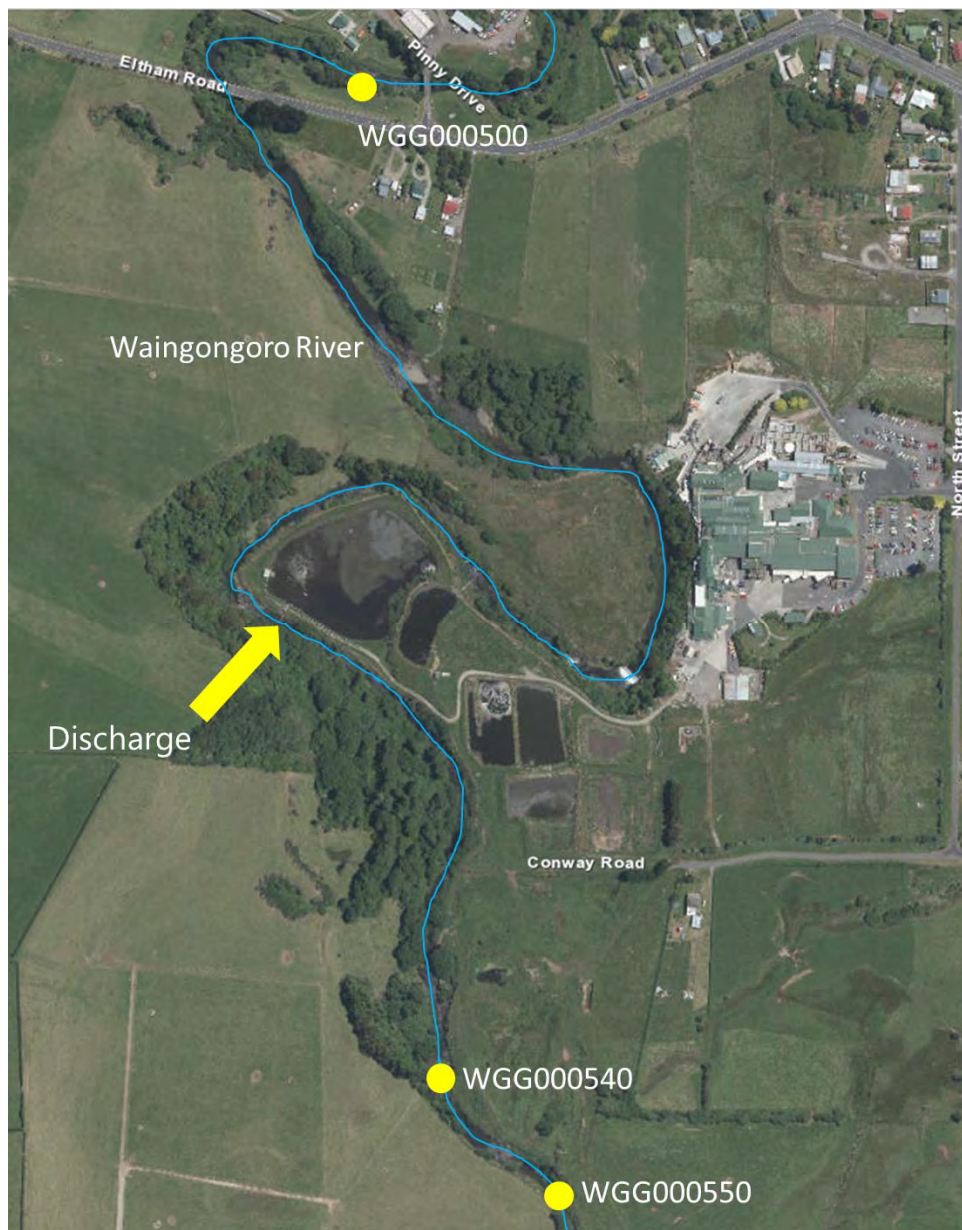 Eltham Road
Pinny Drive
WGG000500
Waingongoro River
North Street
Discharge
Conway Road
WGG000540
WGG000550